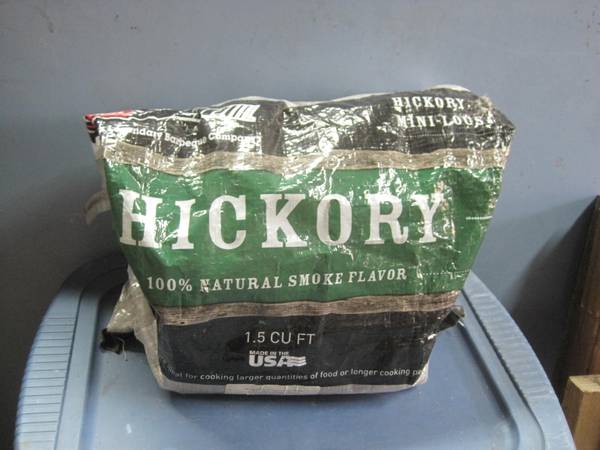 HICKORY
MINI-LOGS
Barbeque Company
HICKORY
100% NATURAL SMOKE FLAVOR
1.5 CU FT
MADE IN THE
USA
for cooking larger quantities of food or longer cooking